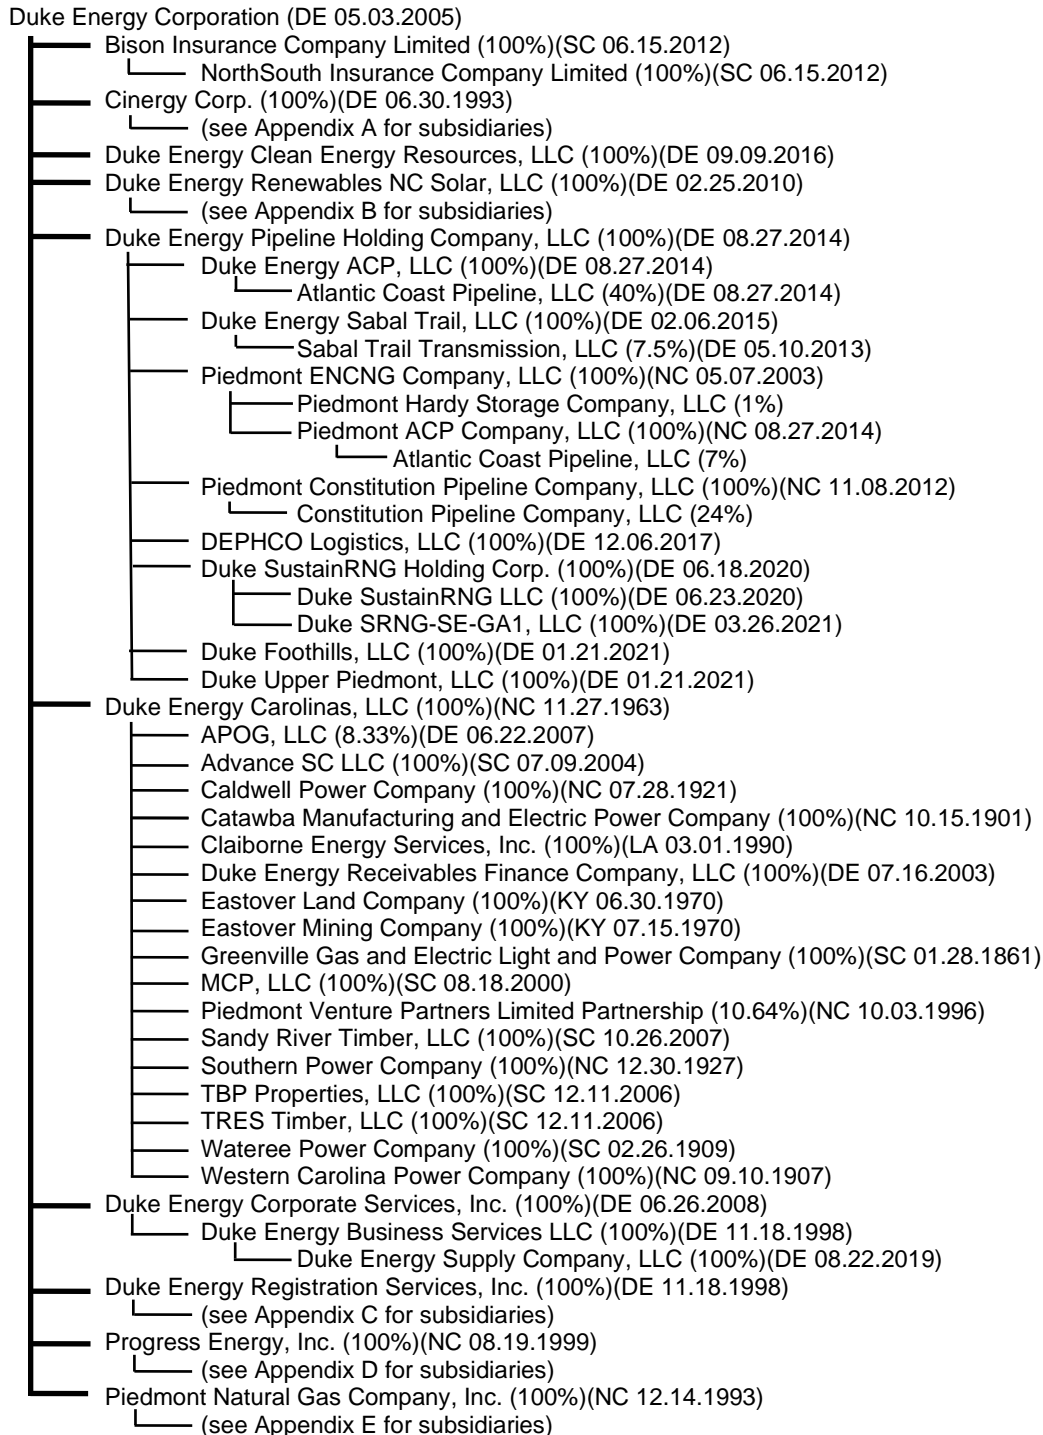 Duke Energy Corporation (DE 05.03.2005)
Bison Insurance Company Limited (100%)(SC 06.15.2012)
NorthSouth Insurance Company Limited (100%)(SC 06.15.2012)
Cinergy Corp. (100%)(DE 06.30.1993)
(see Appendix A for subsidiaries)
Duke Energy Clean Energy Resources, LLC (100%)(DE 09.09.2016)
Duke Energy Renewables NC Solar, LLC (100%)(DE 02.25.2010)
(see Appendix B for subsidiaries)
Duke Energy Pipeline Holding Company, LLC (100%)(DE 08.27.2014)
Duke Energy ACP, LLC (100%)(DE 08.27.2014)
Atlantic Coast Pipeline, LLC (40%)(DE 08.27.2014)
Duke Energy Sabal Trail, LLC (100%)(DE 02.06.2015)
Sabal Trail Transmission, LLC (7.5%)(DE 05.10.2013)
Piedmont ENCNG Company, LLC (100%)(NC 05.07.2003)
Piedmont Hardy Storage Company, LLC (1%)
Piedmont ACP Company, LLC (100%)(NC 08.27.2014)
Atlantic Coast Pipeline, LLC (7%)
Piedmont Constitution Pipeline Company, LLC (100%)(NC 11.08.2012)
Constitution Pipeline Company, LLC (24%)
DEPHCO Logistics, LLC (100%)(DE 12.06.2017)
Duke SustainRNG Holding Corp. (100%)(DE 06.18.2020)
Duke SustainRNG LLC (100%)(DE 06.23.2020)
Duke SRNG-SE-GA1, LLC (100%)(DE 03.26.2021)
Duke Foothills, LLC (100%)(DE 01.21.2021)
Duke Upper Piedmont, LLC (100%)(DE 01.21.2021)
Duke Energy Carolinas, LLC (100%)(NC 11.27.1963)
APOG, LLC (8.33%)(DE 06.22.2007)
Advance SC LLC (100%)(SC 07.09.2004)
Caldwell Power Company (100%)(NC 07.28.1921)
Catawba Manufacturing and Electric Power Company (100%)(NC 10.15.1901)
Claiborne Energy Services, Inc. (100%)(LA 03.01.1990)
Duke Energy Receivables Finance Company, LLC (100%)(DE 07.16.2003)
Eastover Land Company (100%)(KY 06.30.1970)
Eastover Mining Company (100%)(KY 07.15.1970)
Greenville Gas and Electric Light and Power Company (100%)(SC 01.28.1861)
MCP, LLC (100%)(SC 08.18.2000)
Piedmont Venture Partners Limited Partnership (10.64%)(NC 10.03.1996)
Sandy River Timber, LLC (100%)(SC 10.26.2007)
Southern Power Company (100%)(NC 12.30.1927)
TBP Properties, LLC (100%)(SC 12.11.2006)
TRES Timber, LLC (100%)(SC 12.11.2006)
Wateree Power Company (100%)(SC 02.26.1909)
Western Carolina Power Company (100%)(NC 09.10.1907)
Duke Energy Corporate Services, Inc. (100%)(DE 06.26.2008)
Duke Energy Business Services LLC (100%)(DE 11.18.1998)
Duke Energy Supply Company, LLC (100%)(DE 08.22.2019)
Duke Energy Registration Services, Inc. (100%)(DE 11.18.1998)
(see Appendix C for subsidiaries)
Progress Energy, Inc. (100%)(NC 08.19.1999)
(see Appendix D for subsidiaries)
Piedmont Natural Gas Company, Inc. (100%)(NC 12.14.1993)
(see Appendix E for subsidiaries)